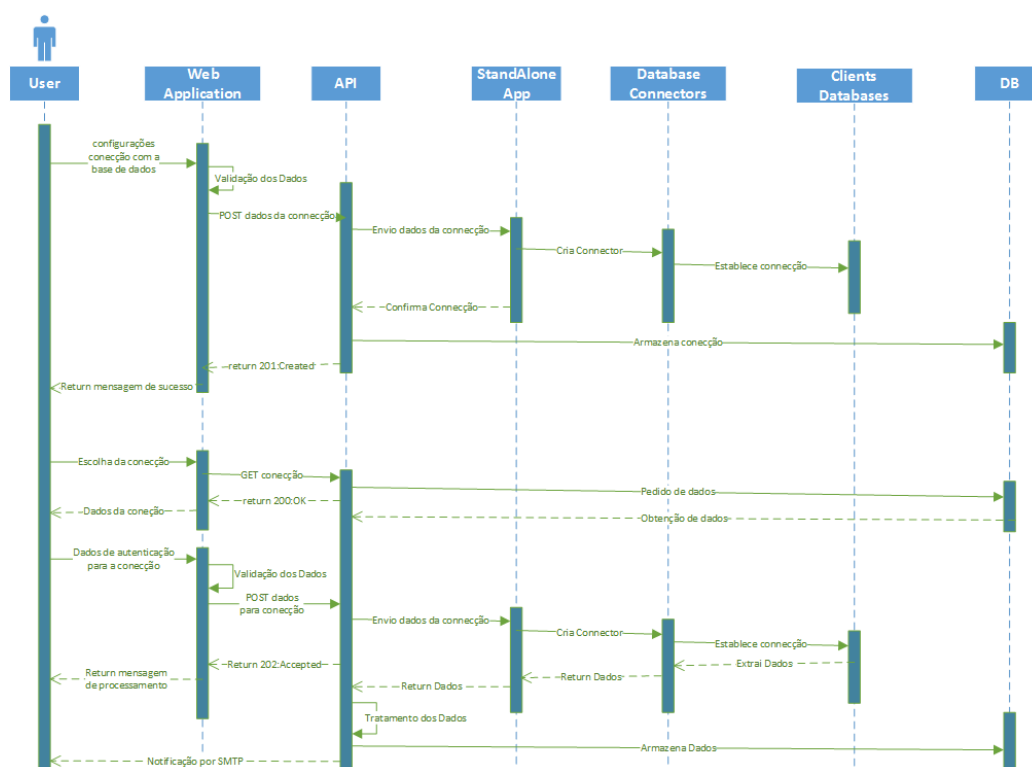 User
Web
Application
API
StandAlone
App
Database
Connectors
Clients
Databases
DB
configurações
conecção com a
base de dados
Validação dos Dados
POST dados da connecção
Envio dados da connecção
Cria Connector
Establece connecção
Confirma Connecção
Armazena conecção
return 201:Created
Return mensagem de sucesso
Escolha da conecção
GET conecção
Pedido de dados
return 200:OK
Dados da coneção
Obtenção de dados
Dados de autenticação
para a conecção
Validação dos Dados
POST dados
para conecção
Envio dados da connecção
Cria Connector
Establece connecção
Return 202:Accepted
Extrai Dados
Return mensagem
de processamento
Return Dados
Return Dados
Tratamento dos Dados
Armazena Dados
Notificação por SMTP